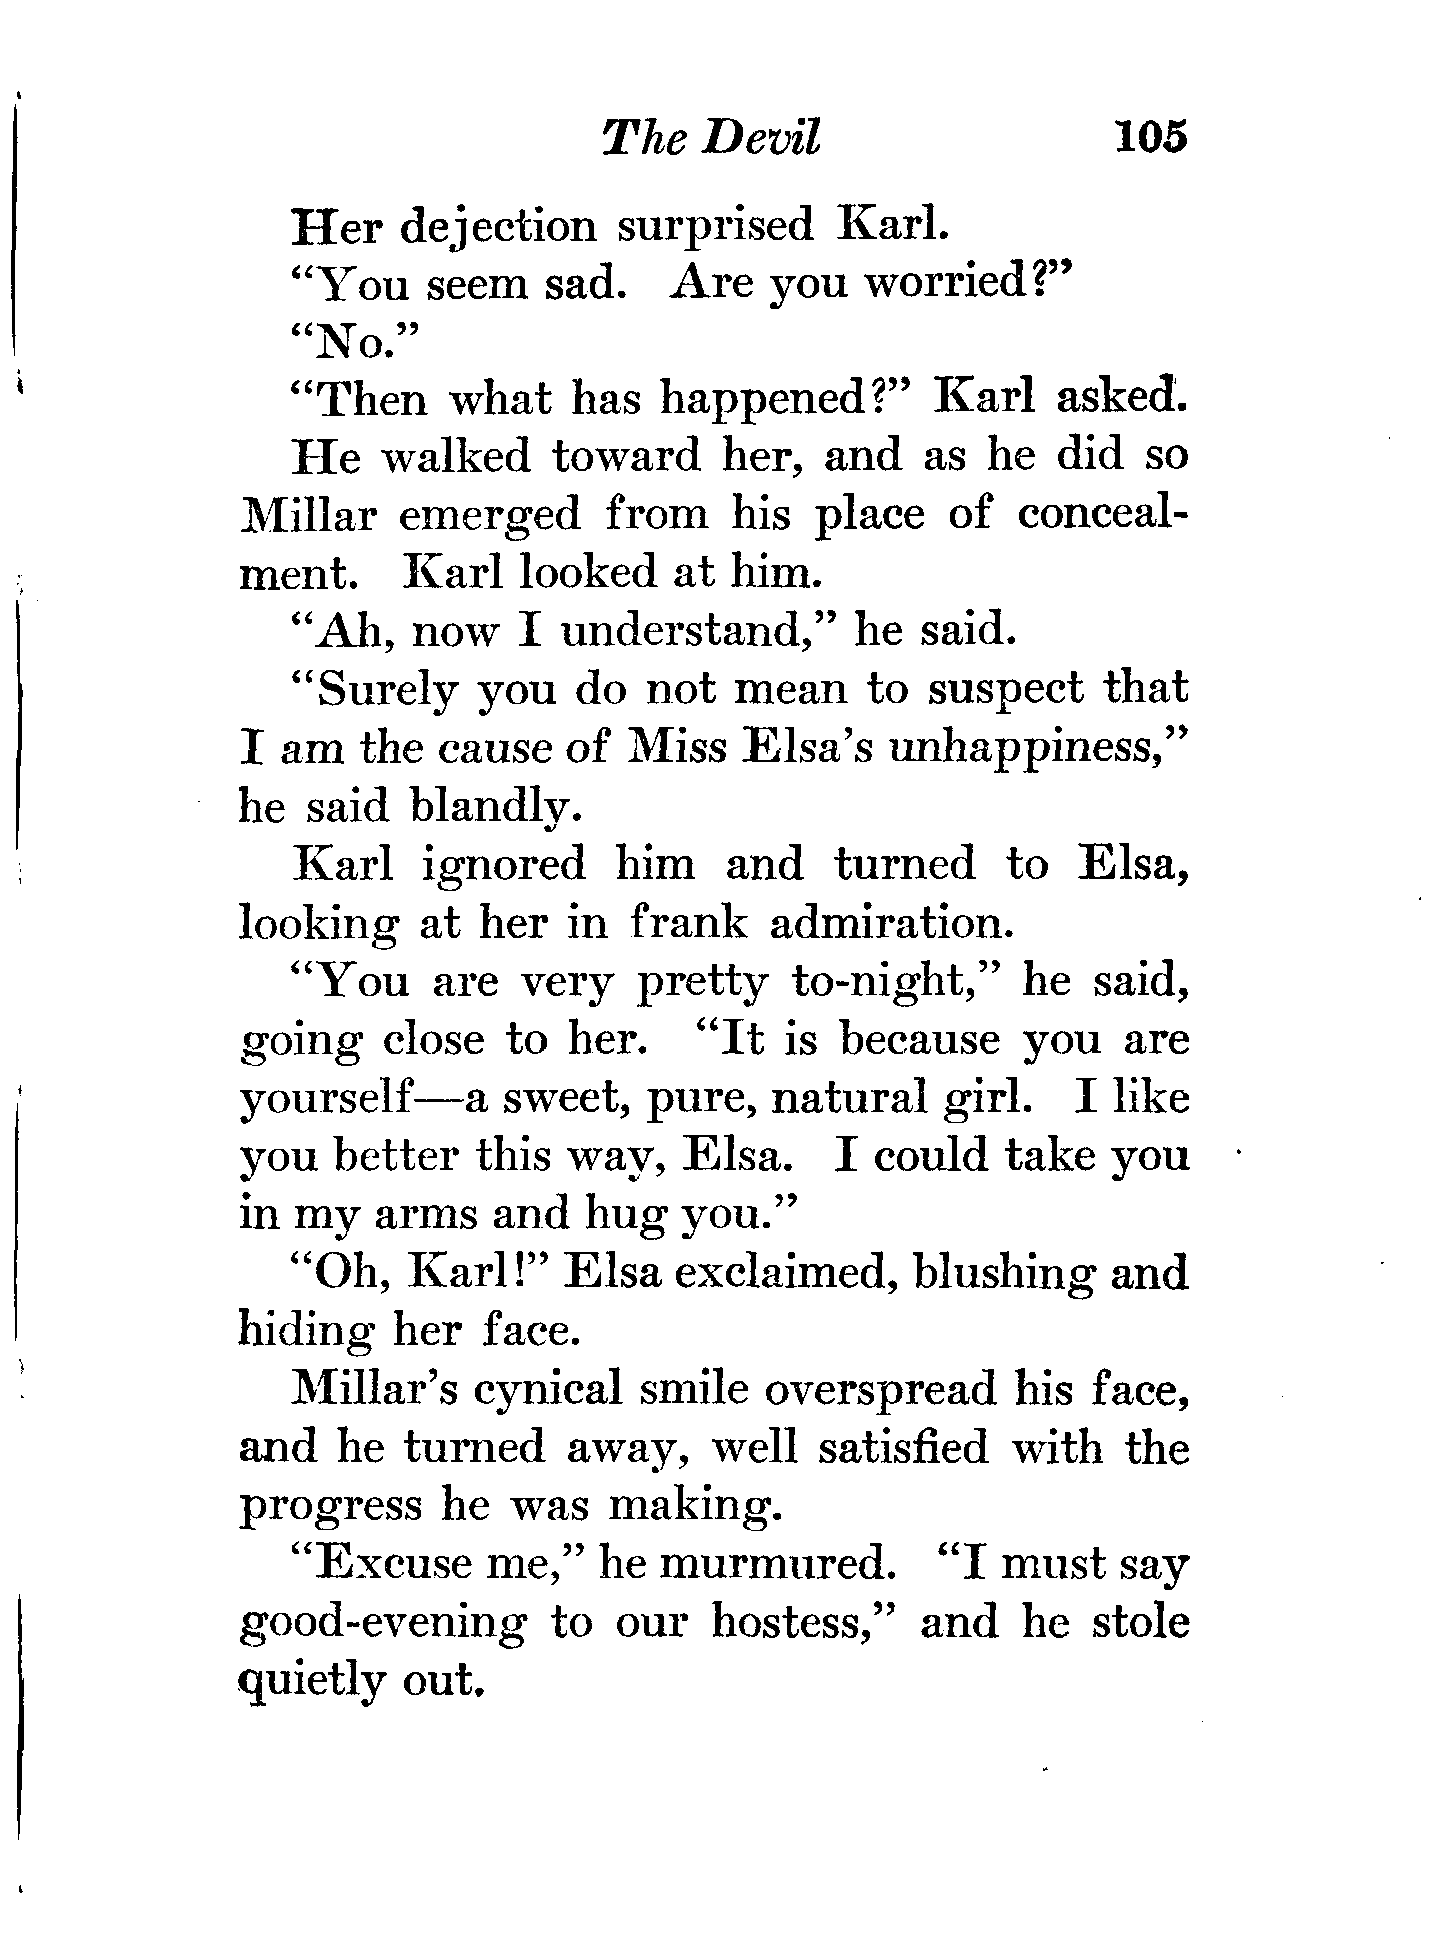 The Devil 105
Her dejection surprised Karl.
“You seem sad. Are you worried?”
“No.”
“Then what has happened?” Karl asked.
He walked toward her, and as he did so
Millar emerged from his place of conceal-
ment. Karl looked at him.
“Ah, now I understand,” he said.
“Surely you do not mean to suspect that
I am the cause of Miss Elsa’s unhappiness,”
he said blandly.
Karl ignored him and turned to Elsa,
looking at her in frank admiration.
“You are very pretty to-night,” he said,
going close to her. “It is because you are
yourself—a sweet, pure, natural girl. I like
you better this way, Elsa. I could take you
in my arms and hug you.”
“Oh, Karl!” Elsa exclaimed, blushing and
hiding her face.
Millar’s cynical smile overspread his face,
and he turned away, well satisfied with the
progress he was making.
“Excuse me,” he murmured. “I must say
good-evening to our hostess,” and he stole
quietly out.